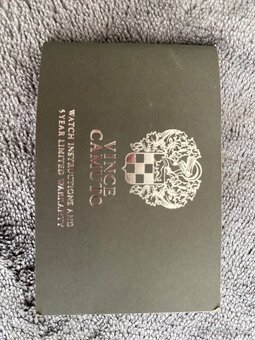 VINCE
CAMUTO
WATCH INSTRUCTIONS AND
5 YEAR LIMITED WARRANTY